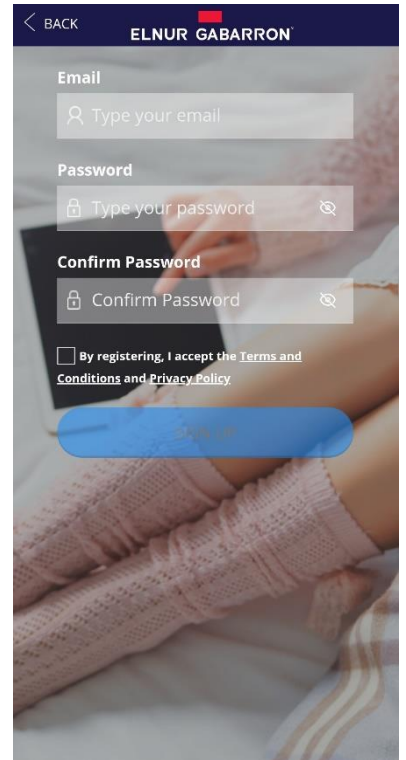 BACK
ELNUR GABARRON
Email
Type your email
Password
Type your password
Confirm Password
Confirm Password
By registering, I accept the Terms and
Conditions and Privacy Policy
SIGN UP